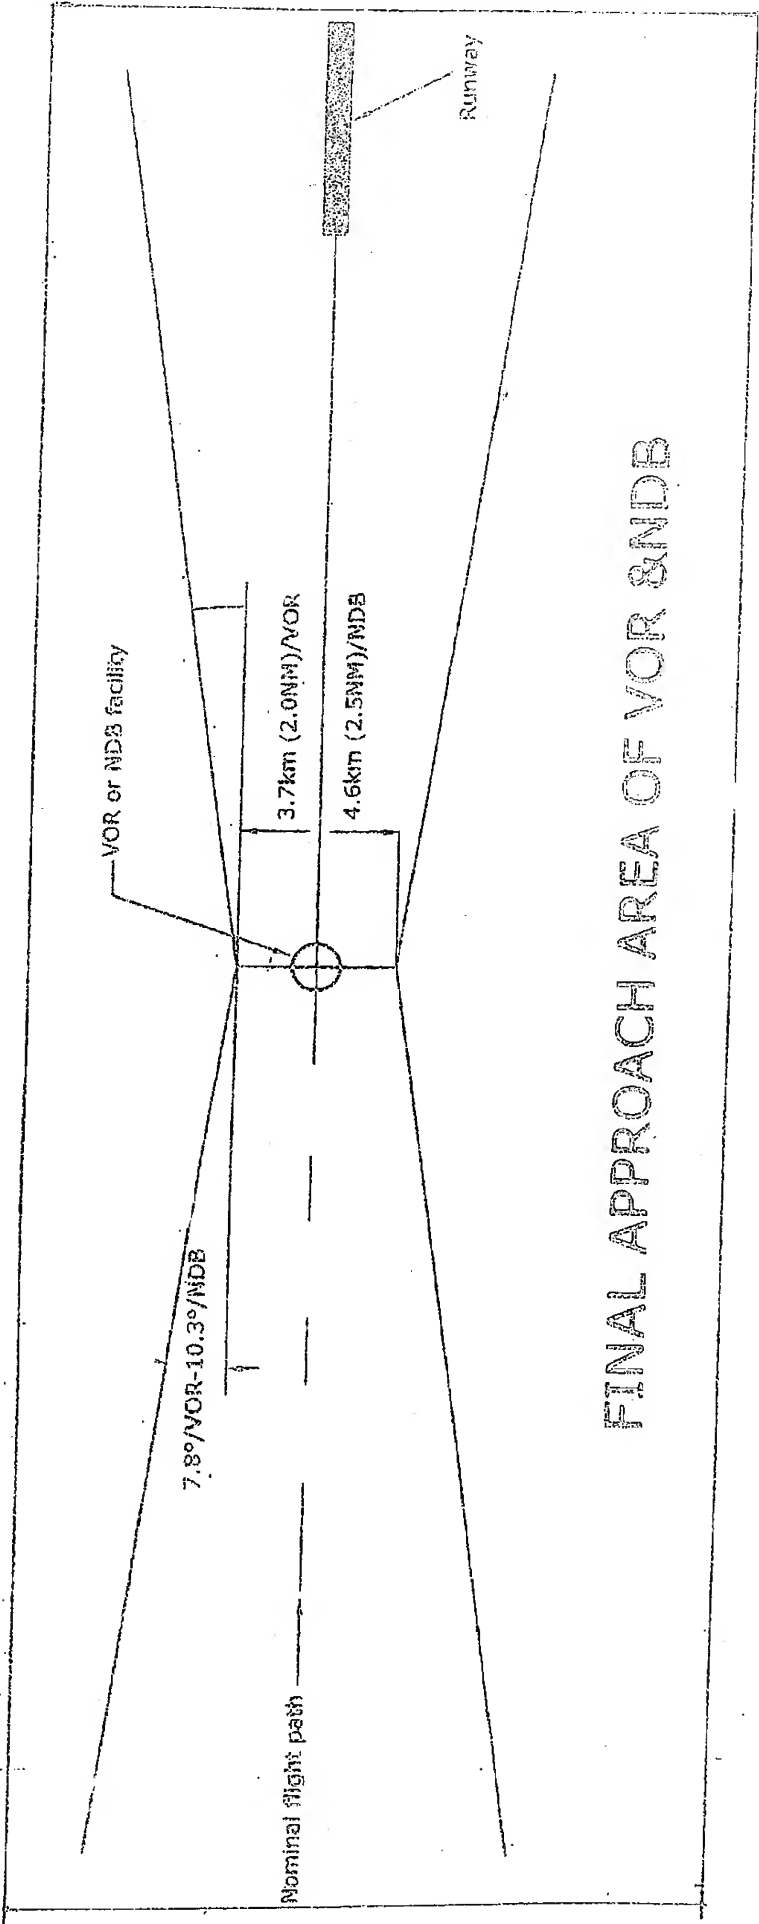 VOR or NDB facility
Runway
7.8°/VOR-10.3°/NDB
3.7km (2.0NM)/VOR
4.6km (2.5NM)/NDB
Nominal flight path
FINAL APPROACH AREA OF VOR &NDB